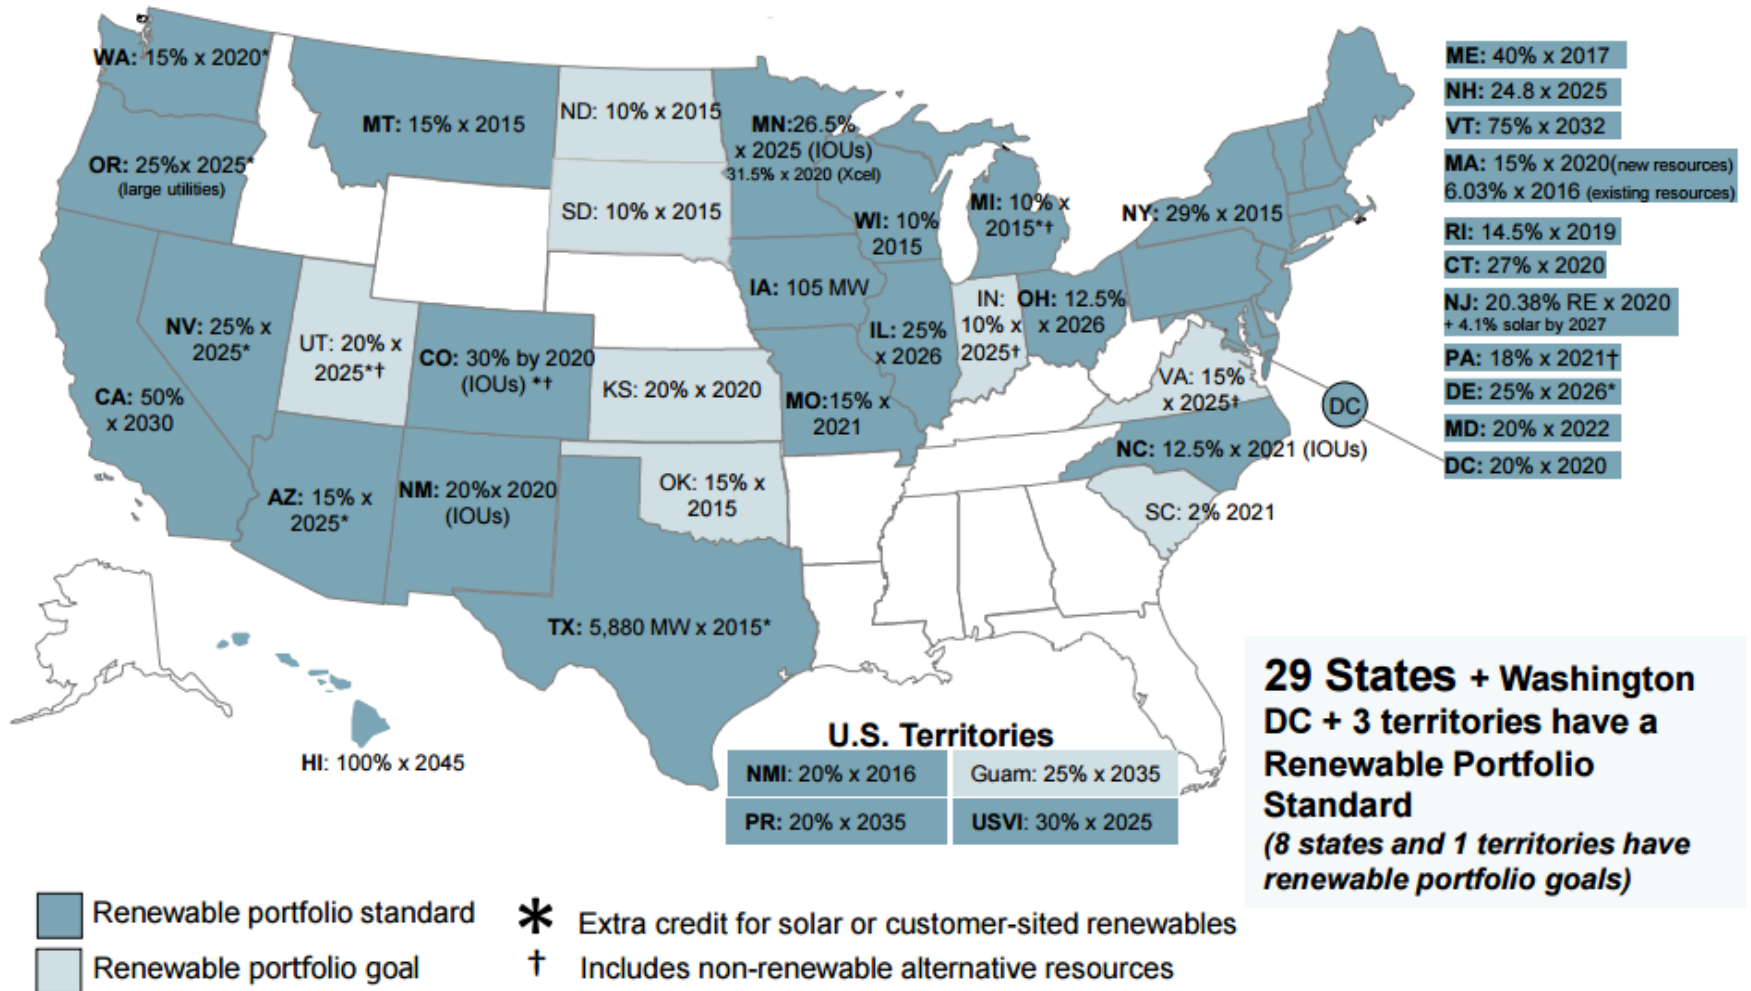 WA: 15% x 2020*
OR: 25%x 2025*
(large utilities)
MT: 15% x 2015
ND: 10% x 2015
SD: 10% x 2015
MN:26.5%
x 2025 (IOUs)
31.5% x 2020 (Xcel)
WI: 10%
2015
MI: 10% x
2015*†
NY: 29% x 2015
IA: 105 MW
IL: 25%
x 2026
IN:
10% x
2025†
OH: 12.5%
x 2026
NV: 25% x
2025*
UT: 20% x
2025*†
CO: 30% by 2020
(IOUs) *†
KS: 20% x 2020
MO:15% x
2021
CA: 50%
x 2030
VA: 15%
x 2025†
DC
NC: 12.5% x 2021 (IOUs)
AZ: 15% x
2025*
NM: 20%x 2020
(IOUs)
OK: 15% x
2015
SC: 2% 2021
TX: 5,880 MW x 2015*
HI: 100% x 2045
ME: 40% x 2017
NH: 24.8 x 2025
VT: 75% x 2032
MA: 15% x 2020(new resources)
6.03% x 2016 (existing resources)
RI: 14.5% x 2019
CT: 27% x 2020
NJ: 20.38% RE x 2020
+ 4.1% solar by 2027
PA: 18% x 2021†
DE: 25% x 2026*
MD: 20% x 2022
DC: 20% x 2020
U.S. Territories
NMI: 20% x 2016
Guam: 25% x 2035
PR: 20% x 2035
USVI: 30% x 2025
29 States + Washington
DC + 3 territories have a
Renewable Portfolio
Standard
(8 states and 1 territories have
renewable portfolio goals)
Renewable portfolio standard
* Extra credit for solar or customer-sited renewables
Renewable portfolio goal
† Includes non-renewable alternative resources